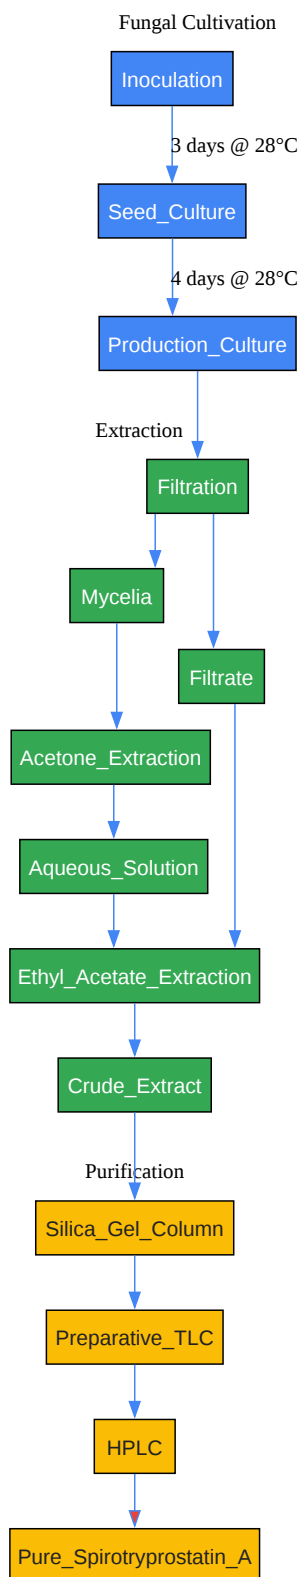 Fungal Cultivation
Inoculation
3 days @ 28°C
Seed_Culture
4 days @ 28°C
Production_Culture
Extraction
Filtration
Mycelia
Filtrate
Acetone_Extraction
Aqueous_Solution
Ethyl_Acetate_Extraction
Crude_Extract
Purification
Silica_Gel_Column
Preparative_TLC
HPLC
Pure_Spirotryprostatin_A